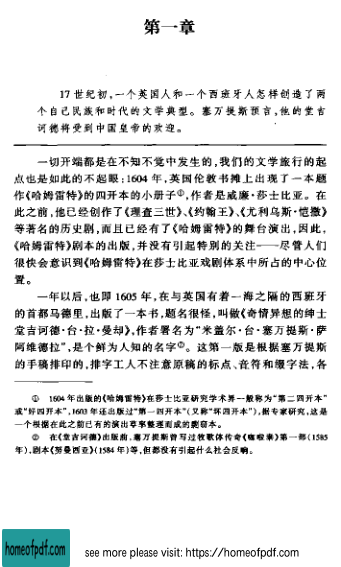 第一章
17 世纪初,一个英国人和一个西班牙人怎样创造了两
个自己民族和时代的文学典型。塞万提斯预言,他的堂吉
诃德将受到中国皇帝的欢迎。
一切开端都是在不知不觉中发生的,我们的文学旅行的起
点也是如此的不起眼:1604 年,英国伦敦书摊上出现了一本题
作《哈姆雷特》的四开本的小册子①,作者是威廉·莎士比亚。在
此之前,他已经创作了《理查三世》、《约翰王》、《尤利乌斯·恺撒》
等著名的历史剧,而且已经有了《哈姆雷特》的舞台演出,因此,
《哈姆雷特》剧本的出版,并没有引起特别的关注——尽管人们
很快会意识到《哈姆雷特》在莎士比亚戏剧体系中所占的中心位
置。
一年以后,也即 1605 年,在与英国有着一海之隔的西班牙
的首都马德里,出版了一本书,题名很怪,叫做《奇情异想的绅士
堂吉诃德·台·拉·曼却》,作者署名为“米盖尔·台·塞万提斯·萨
阿维德拉”,是个鲜为人知的名字②。这第一版是根据塞万提斯
的手稿排印的,排字工人不注意原稿的标点、音符和缀字法,各
① 1604 年出版的《哈姆雷特》在莎士比亚研究学术界一般称为“第二四开本”
或“好四开本”,1603 年还出版过“第一四开本”(又称“坏四开本”),据专家研究,这是
一个根据在此之前已有的演出草率整理而成的剽窃本。
② 在《堂吉诃德》出版前,塞万提斯曾写过牧歌体传奇《伽拉泰》第一部(1585
年),剧本《努曼西亚》(1584 年)等,但都没有引起什么社会反响。
homeofpdf.com
see more please visit: https://homeofpdf.com